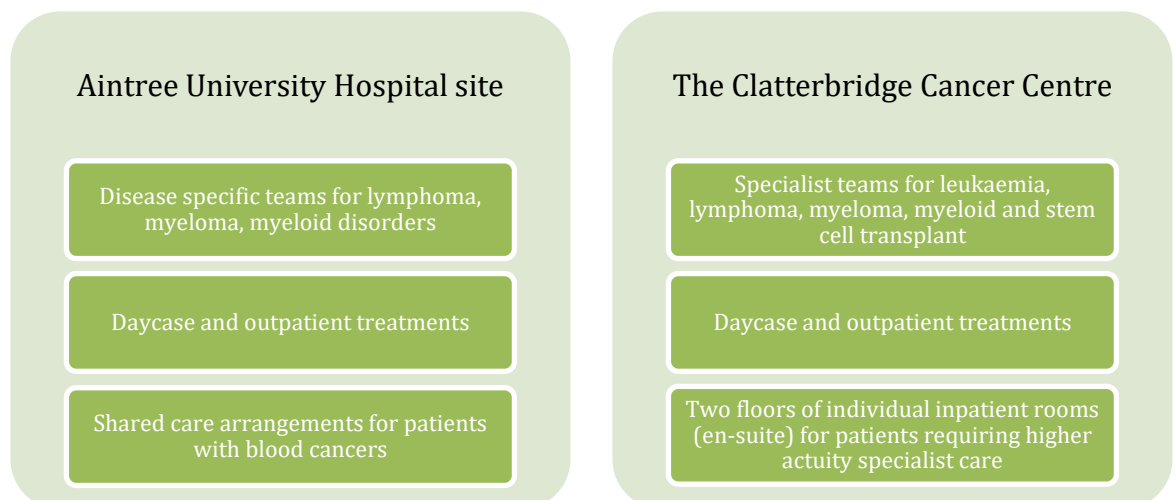 Aintree University Hospital site
Disease specific teams for lymphoma,
myeloma, myeloid disorders
Daycase and outpatient treatments
Shared care arrangements for patients
with blood cancers
The Clatterbridge Cancer Centre
Specialist teams for leukaemia,
lymphoma, myeloma, myeloid and stem
cell transplant
Daycase and outpatient treatments
Two floors of individual inpatient rooms
(en-suite) for patients requiring higher
actuity specialist care